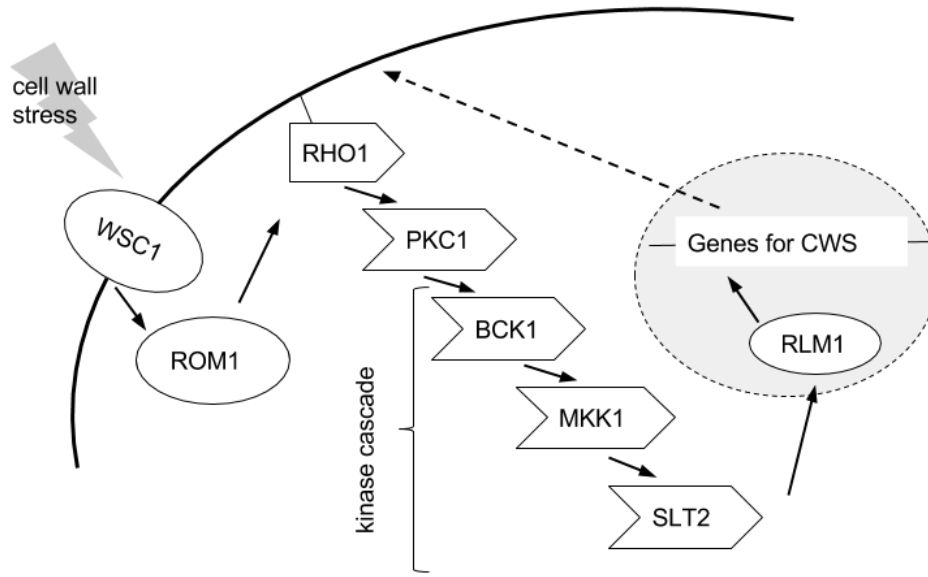 cell wall
stress
WSC1
ROM1
RHO1
PKC1
BCK1
MKK1
SLT2
kinase cascade
RLM1
Genes for CWS